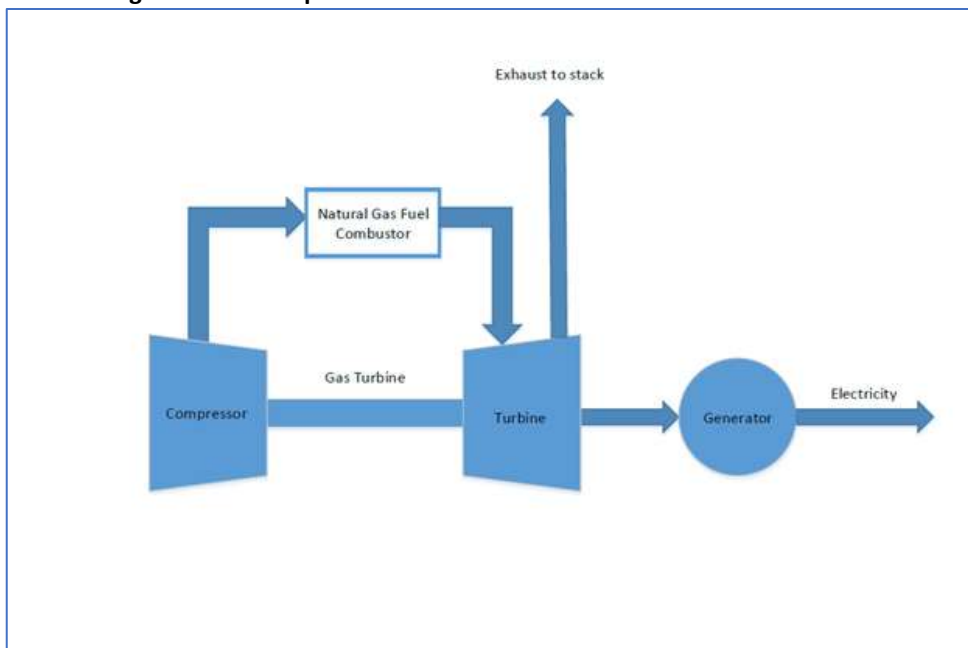 Exhaust to stack
Natural Gas Fuel
Combustor
Gas Turbine
Compressor
Turbine
Generator
Electricity